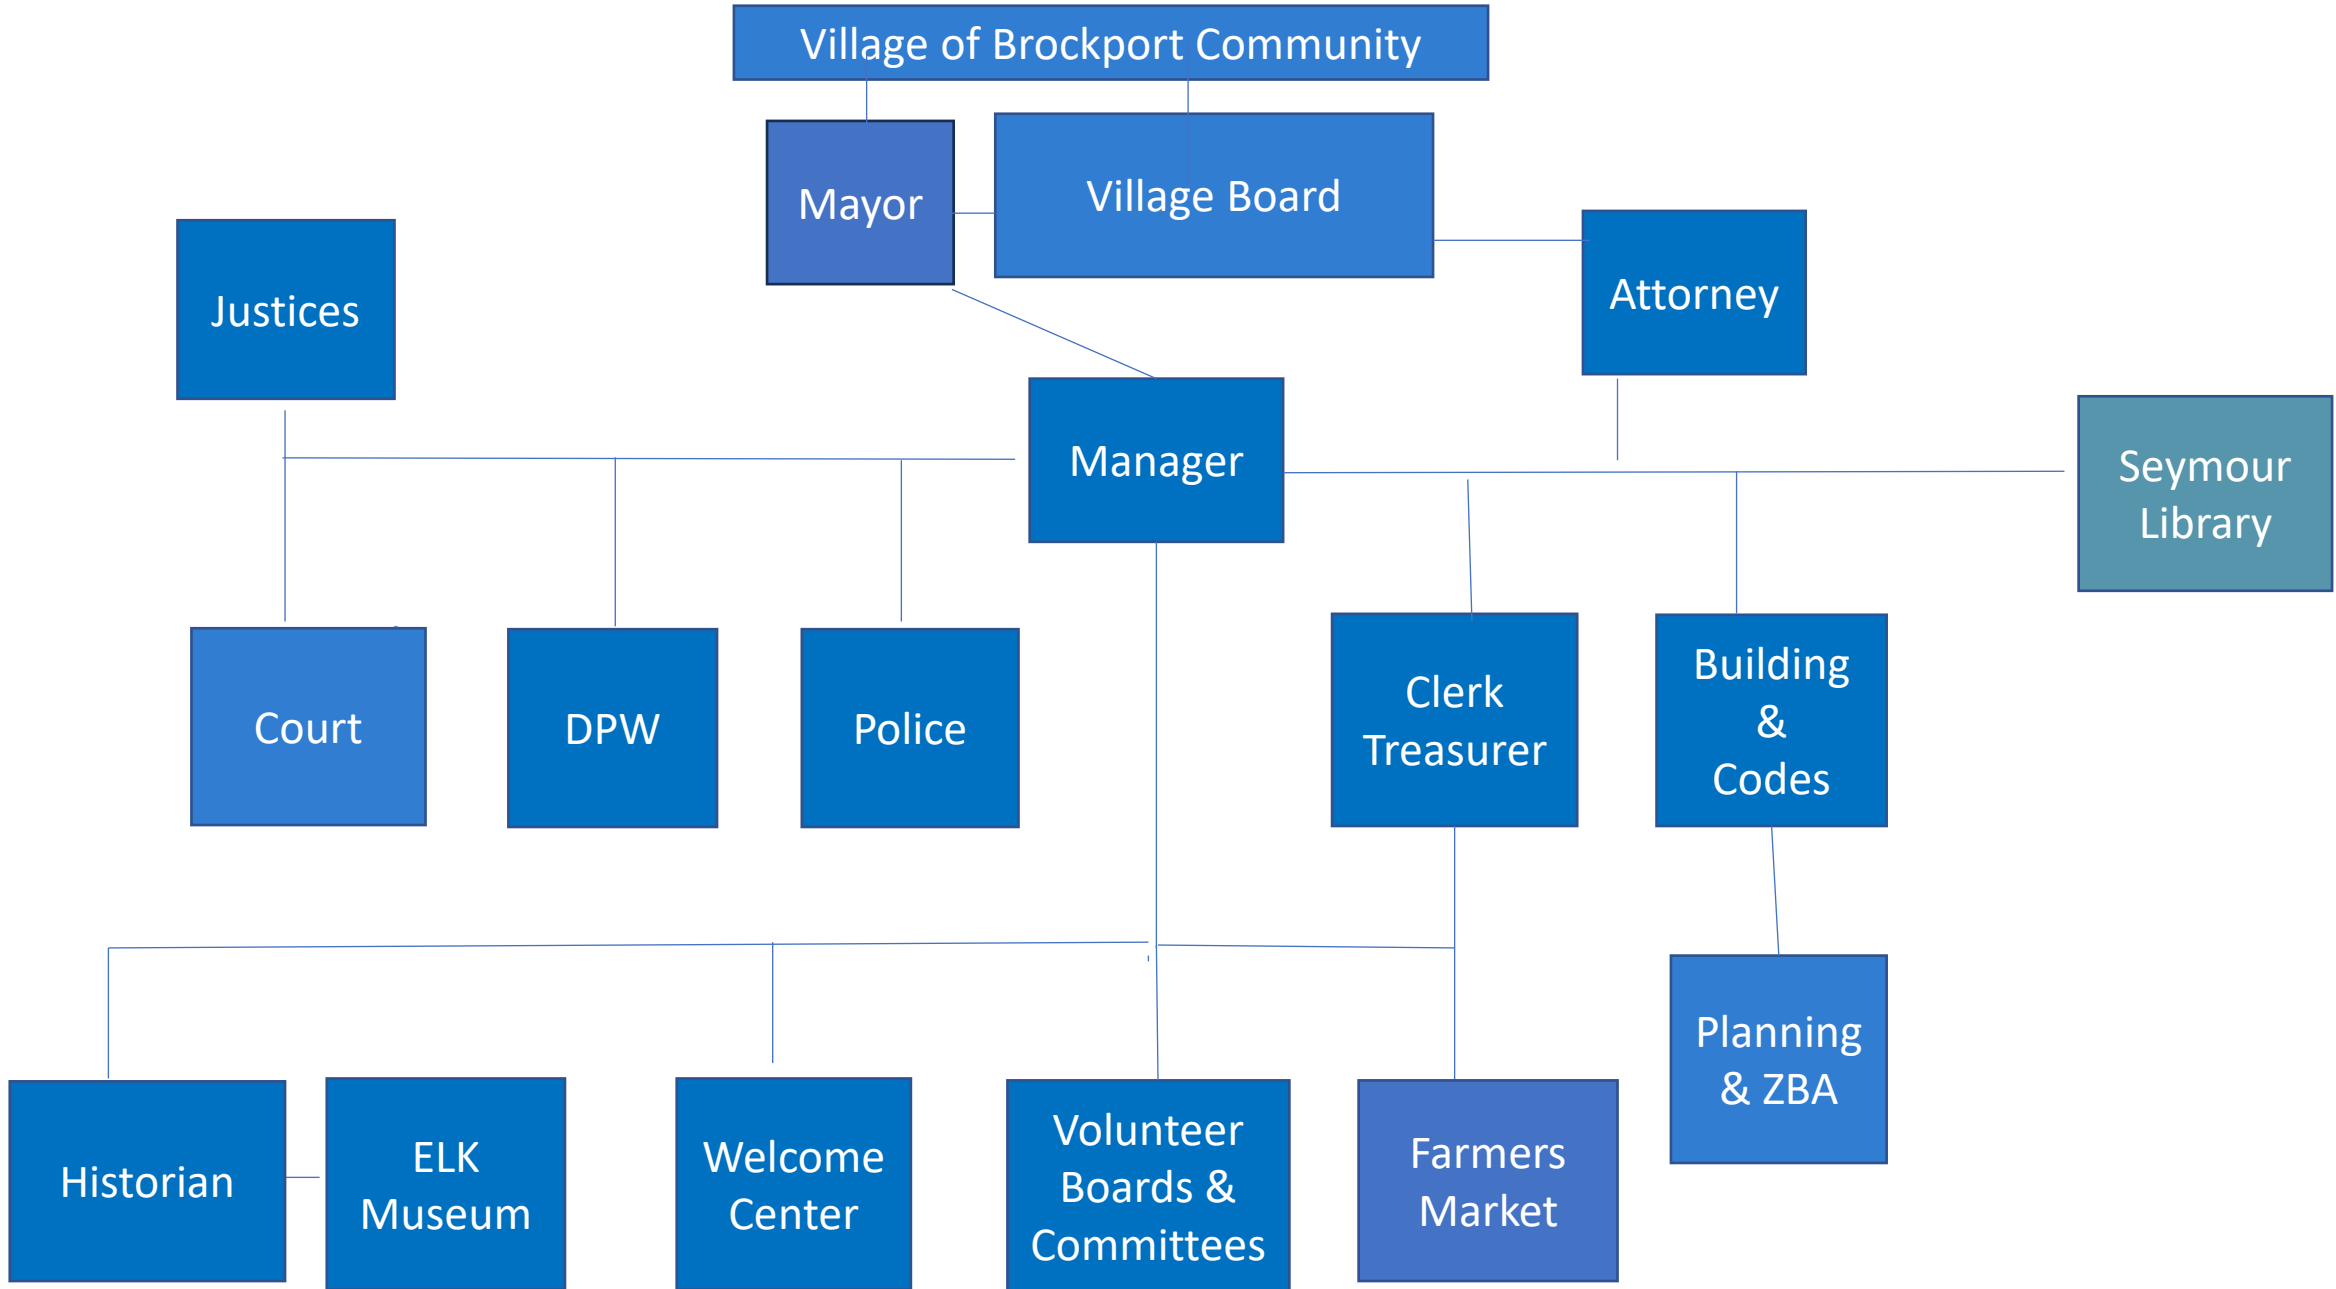 Village of Brockport Community
Mayor
Village Board
Justices
Attorney
Manager
Seymour
Library
Court
DPW
Police
Clerk
Treasurer
Building
&
Codes
Planning
& ZBA
Historian
ELK
Museum
Welcome
Center
Volunteer
Boards &
Committees
Farmers
Market